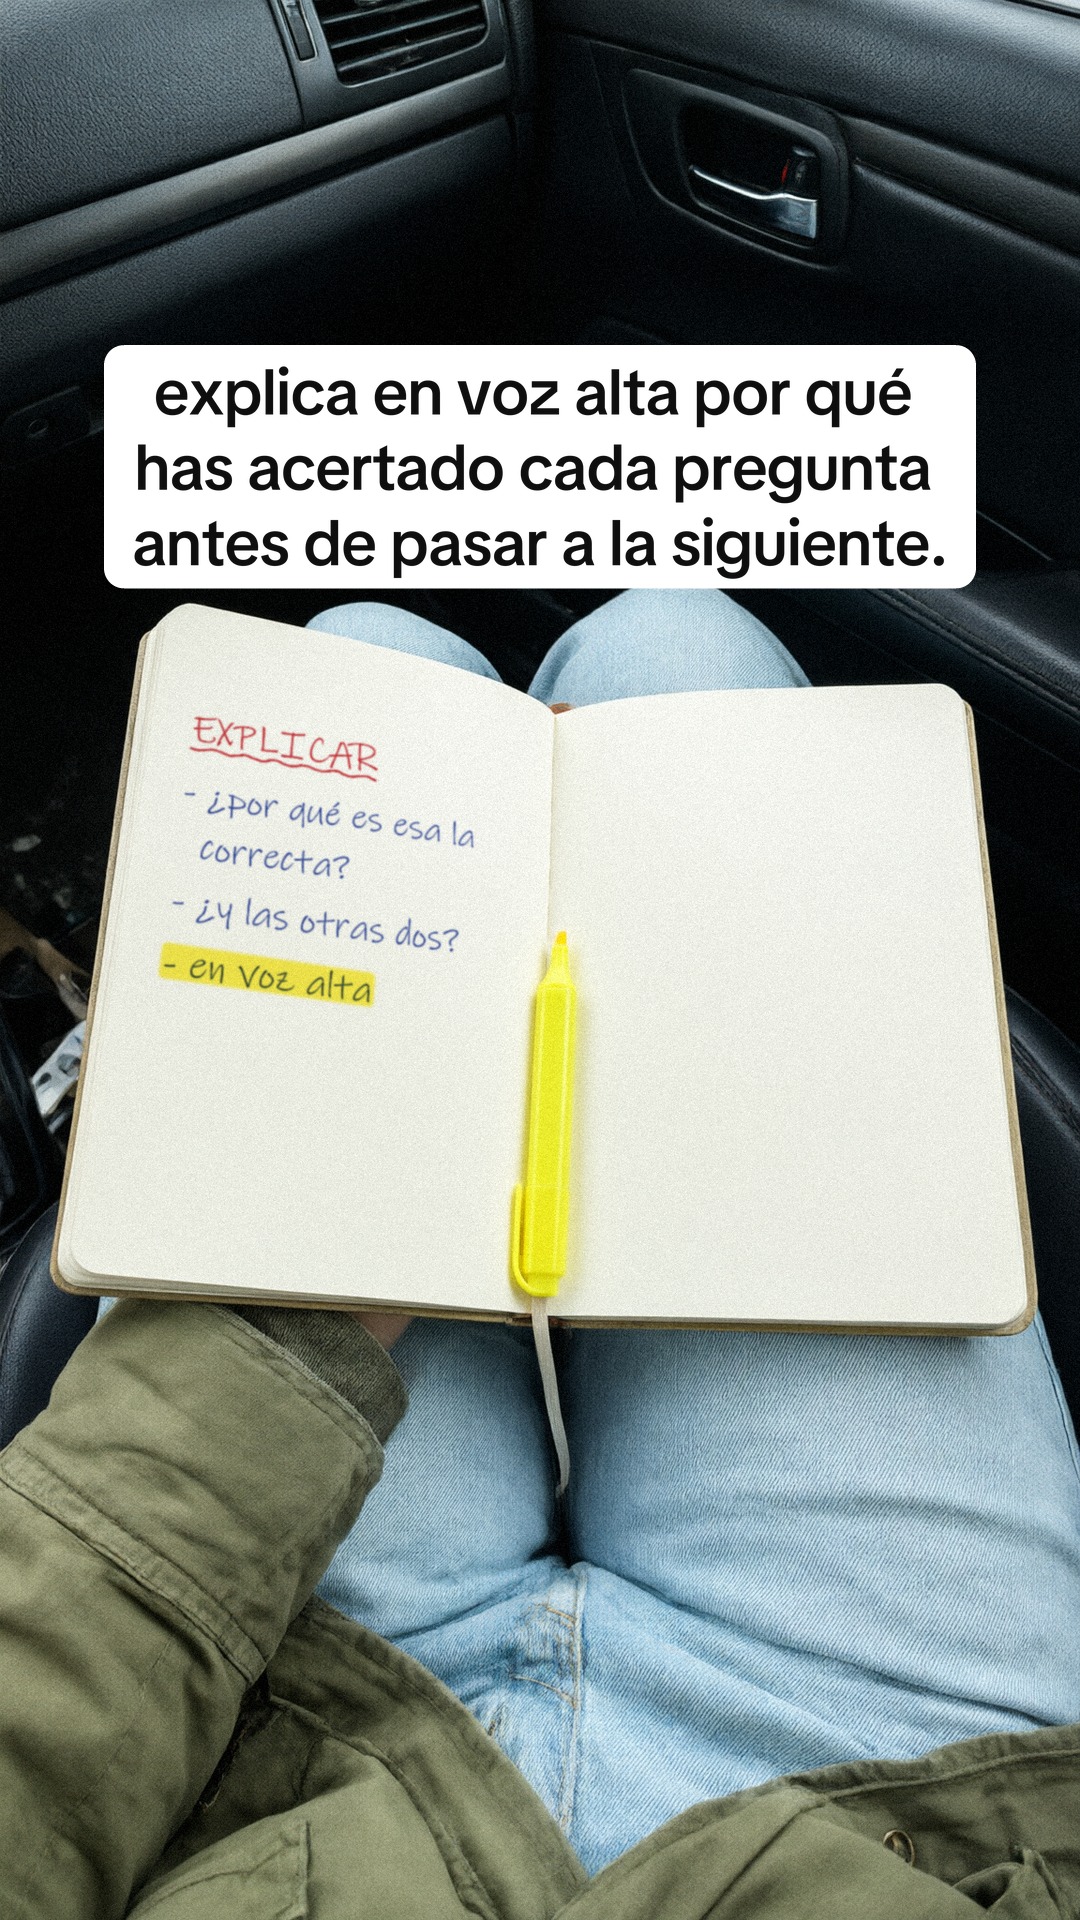 explica en voz alta por qué
has acertado cada pregunta
antes de pasar a la siguiente.
EXPLICAR
- ¿por qué es esa la
correcta?
- ¿y las otras dos?
- en voz alta